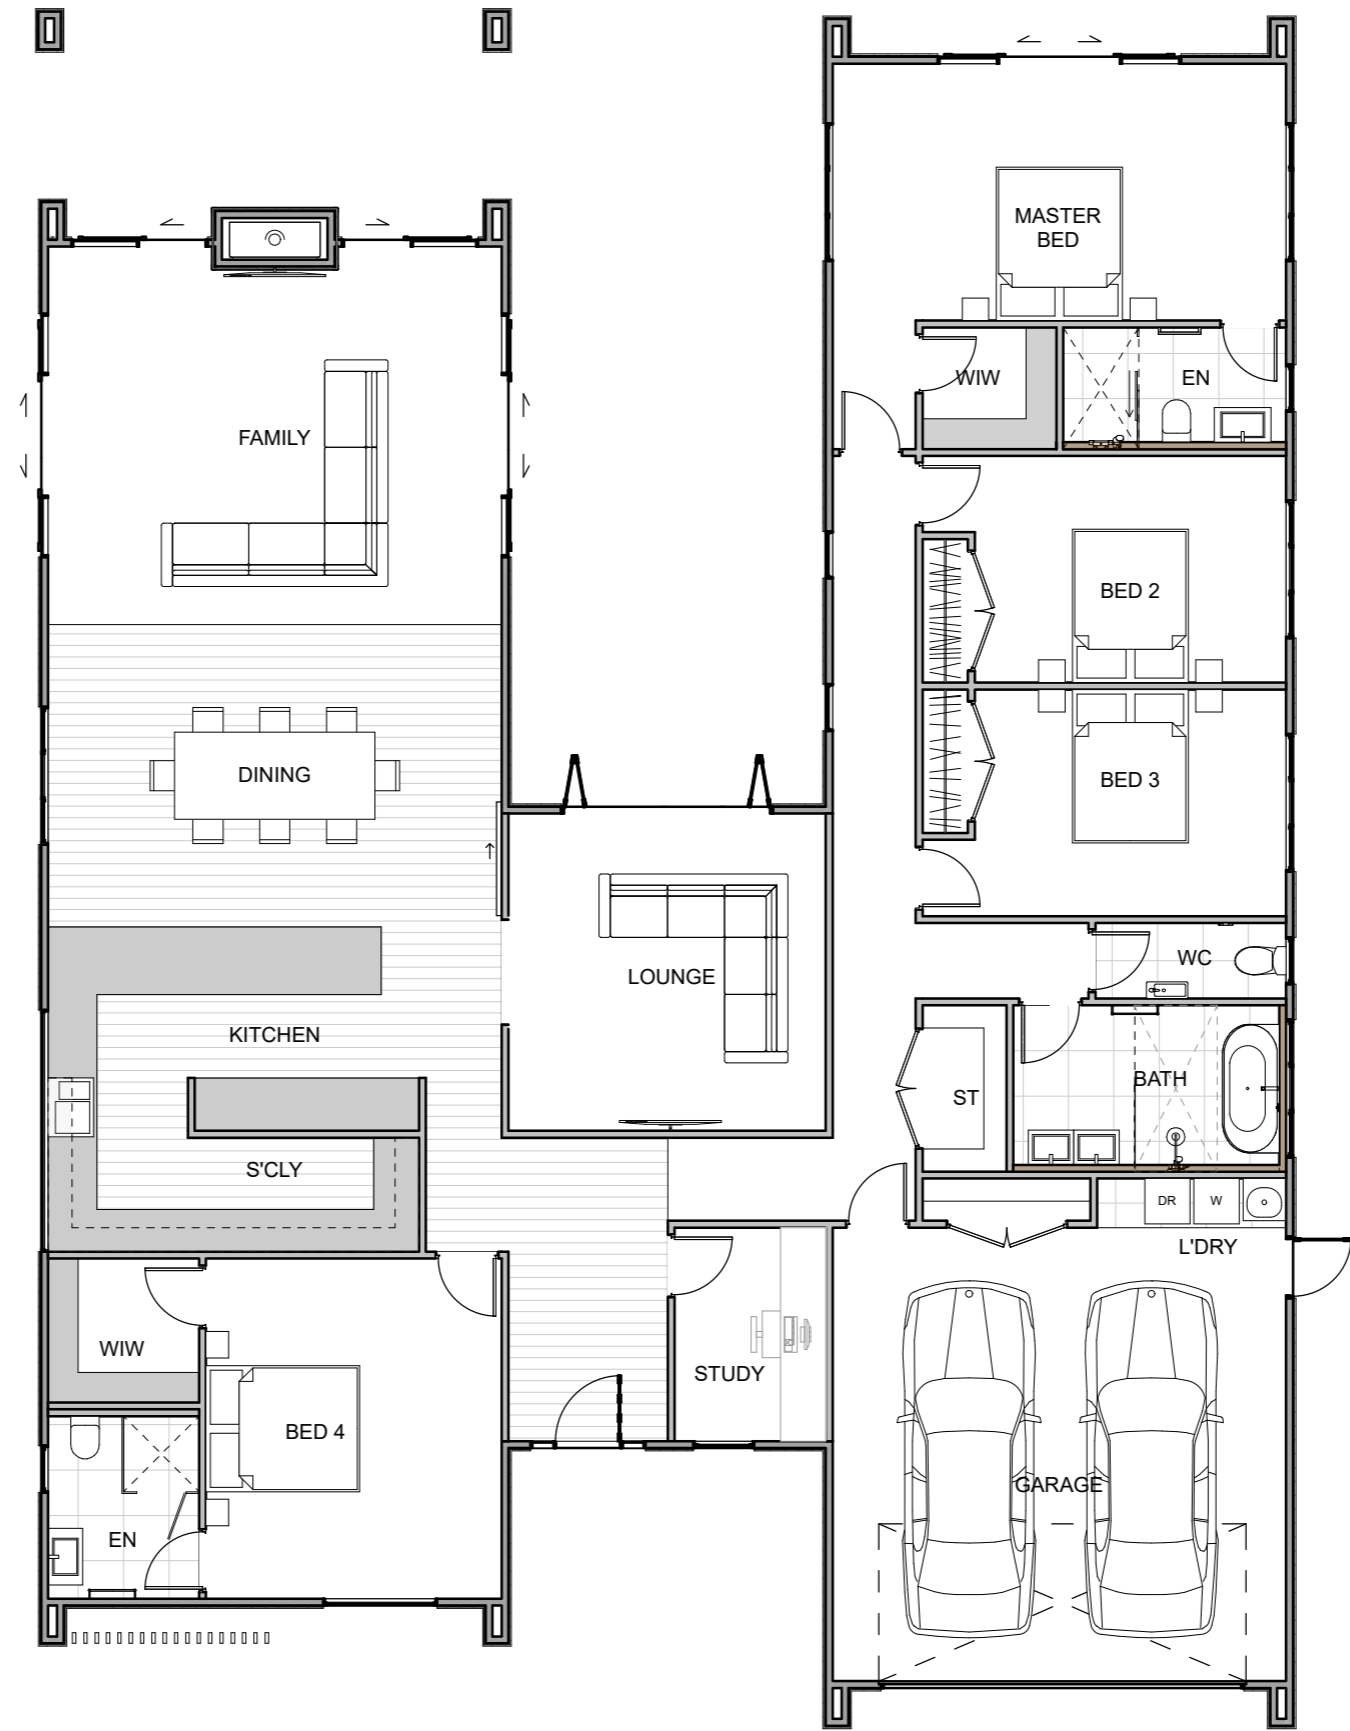 MASTER
BED
WIW
EN
FAMILY
BED 2
DINING
BED 3
LOUNGE
WC
KITCHEN
BATH
ST
S'CLY
DR
W
L'DRY
WIW
STUDY
BED 4
GARAGE
EN